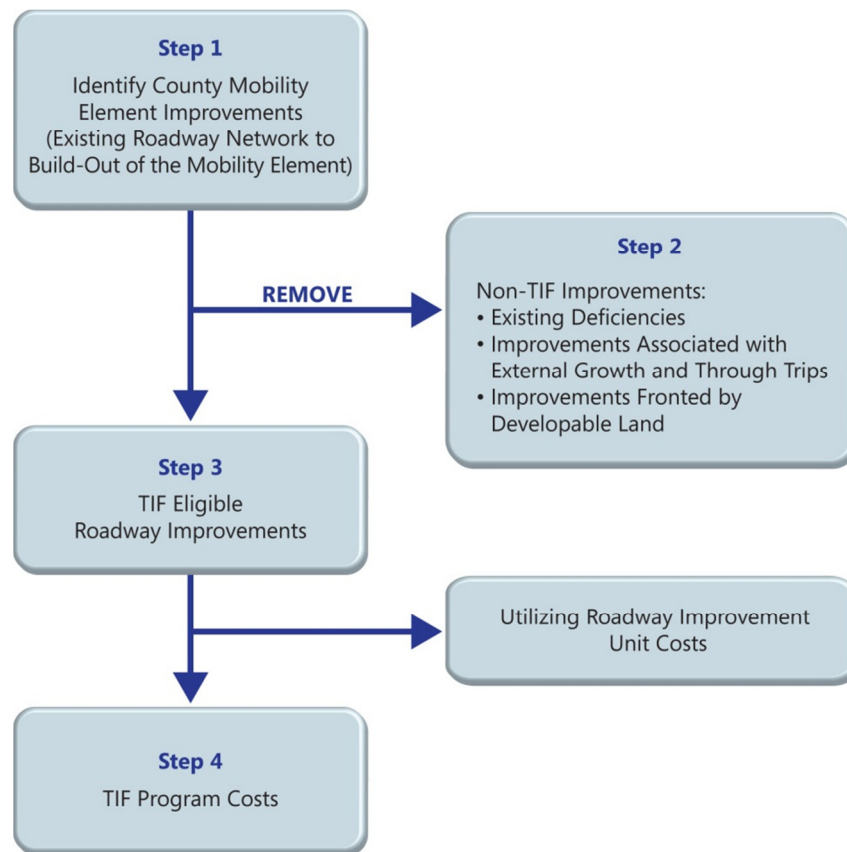 Step 1
Identify County Mobility
Element Improvements
(Existing Roadway Network to
Build-Out of the Mobility Element)
REMOVE
Step 2
Non-TIF Improvements:
• Existing Deficiencies
• Improvements Associated with
External Growth and Through Trips
• Improvements Fronted by
Developable Land
Step 3
TIF Eligible
Roadway Improvements
Utilizing Roadway Improvement
Unit Costs
Step 4
TIF Program Costs